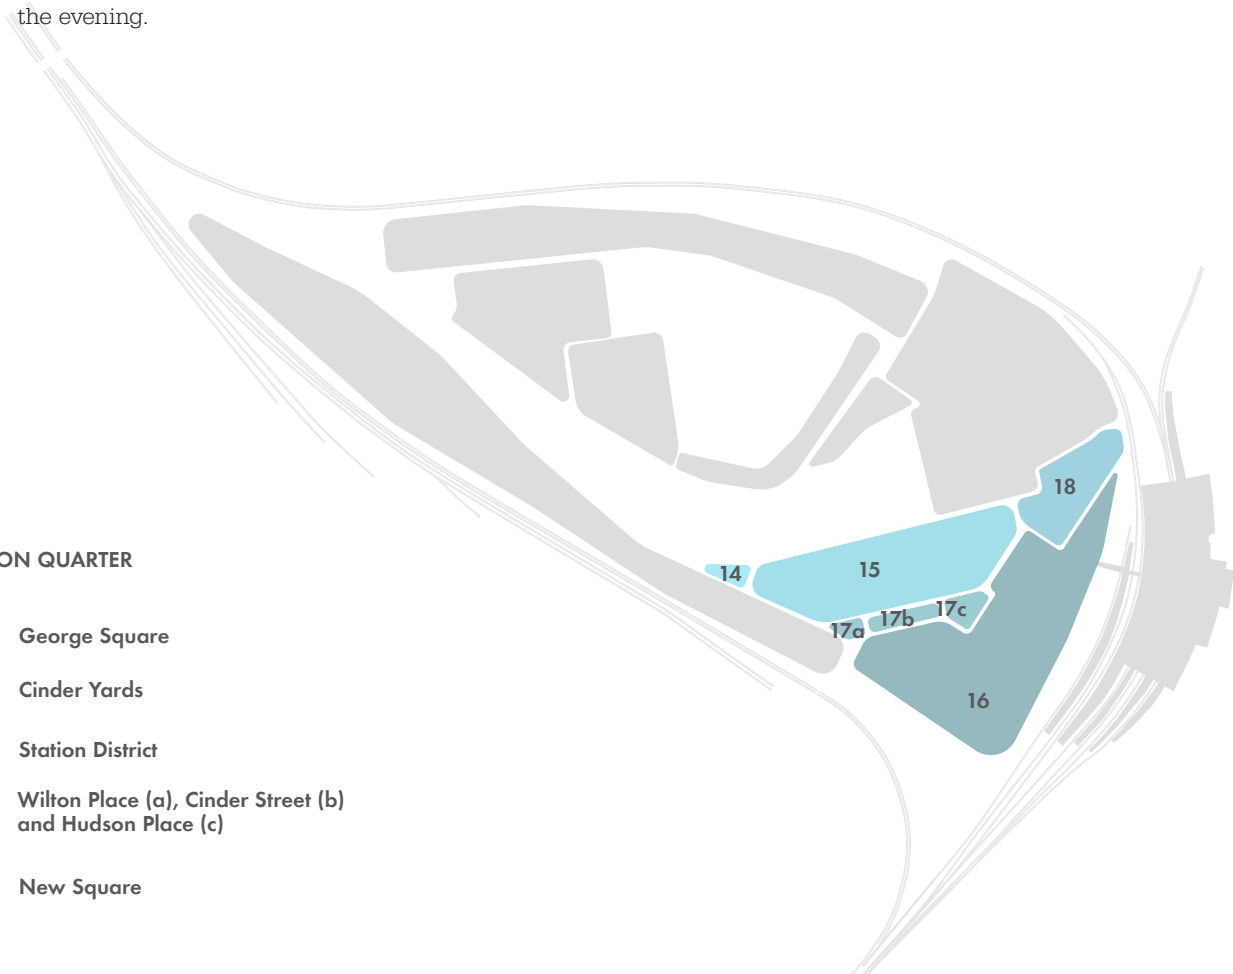 the evening.
ON QUARTER
George Square
Cinder Yards
Station District
Wilton Place (a), Cinder Street (b)
and Hudson Place (c)
New Square
18
15
14
17c
17b
17a
16